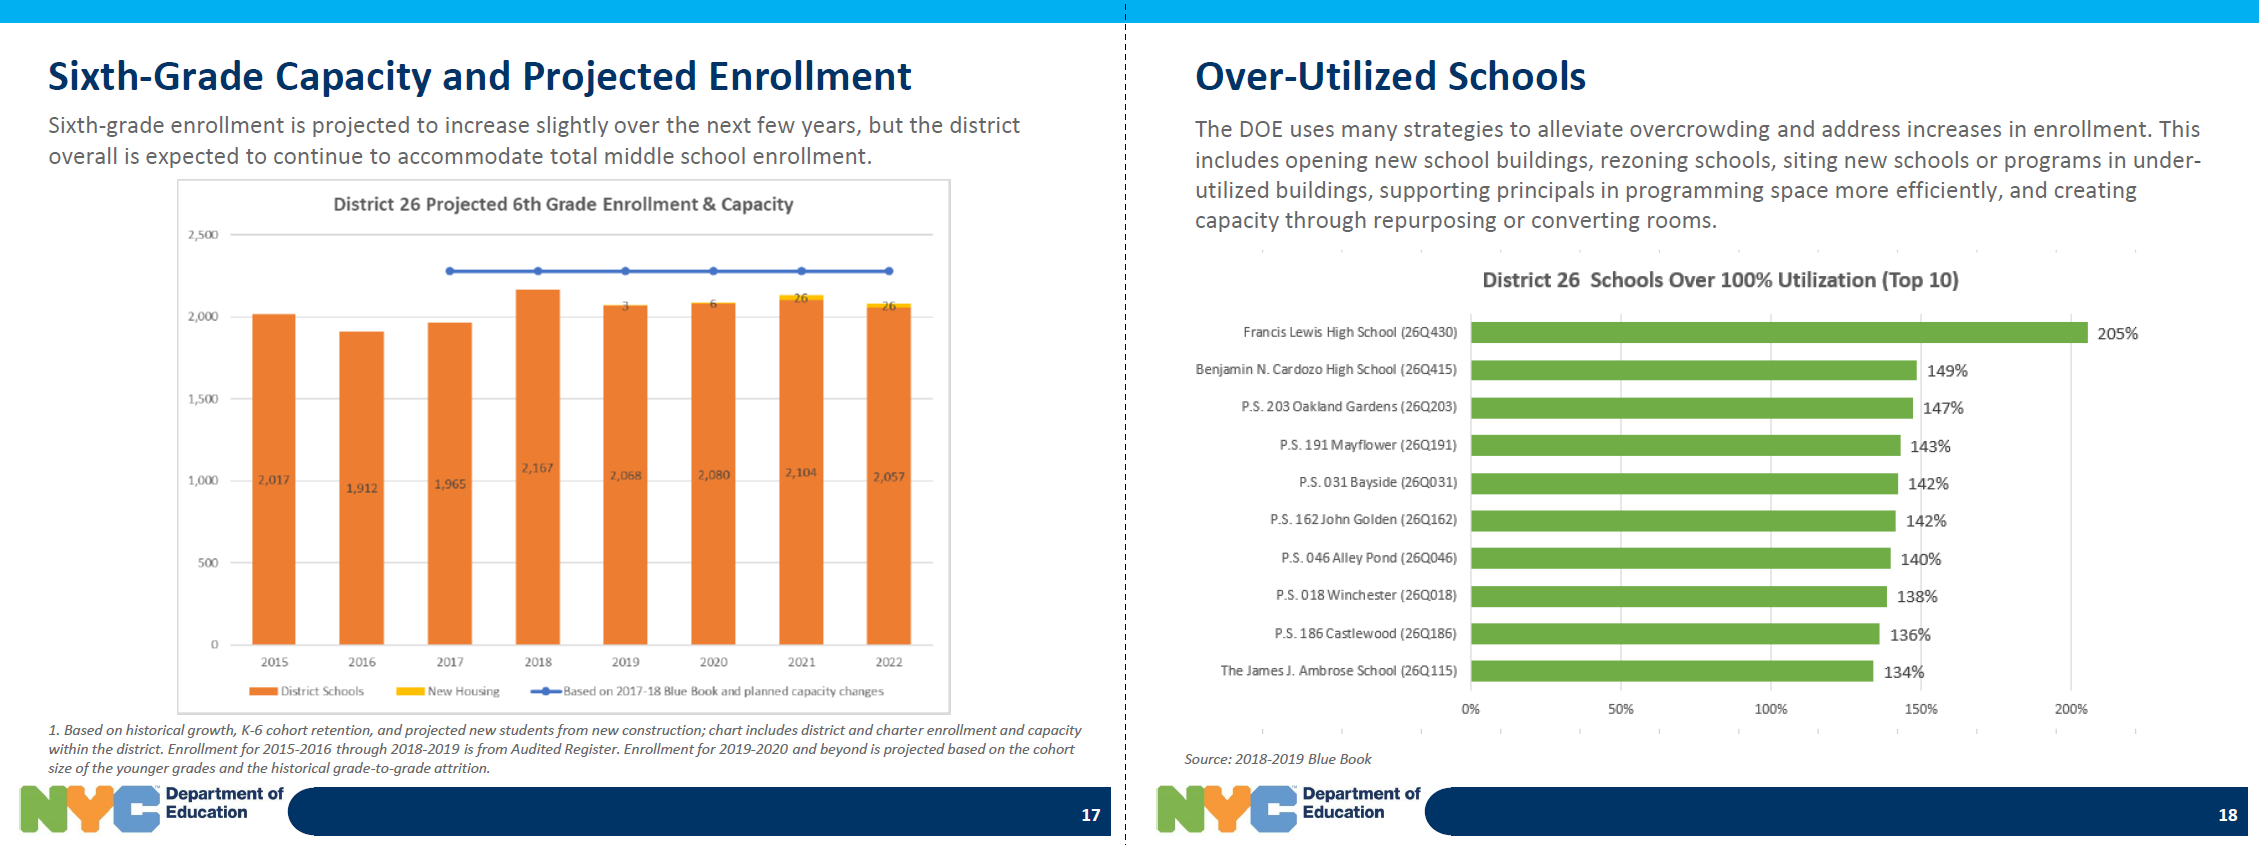 Sixth-Grade Capacity and Projected Enrollment
Sixth-grade enrollment is projected to increase slightly over the next few years, but the district
overall is expected to continue to accommodate total middle school enrollment.
District 26 Projected 6th Grade Enrollment & Capacity
2,500
2,000
1,500
1,000
500
0
3
6
26
26
2,017
1,912
1,965
2,167
2,068
2,080
2,104
2,057
2015
2016
2017
2018
2019
2020
2021
2022
District Schools
New Housing
Based on 2017-18 Blue Book and planned capacity changes
1. Based on historical growth, K-6 cohort retention, and projected new students from new construction; chart includes district and charter enrollment and capacity
within the district. Enrollment for 2015-2016 through 2018-2019 is from Audited Register. Enrollment for 2019-2020 and beyond is projected based on the cohort
size of the younger grades and the historical grade-to-grade attrition.
NYC
Department of
Education
17
Over-Utilized Schools
The DOE uses many strategies to alleviate overcrowding and address increases in enrollment. This
includes opening new school buildings, rezoning schools, siting new schools or programs in under-
utilized buildings, supporting principals in programming space more efficiently, and creating
capacity through repurposing or converting rooms.
District 26 Schools Over 100% Utilization (Top 10)
Francis Lewis High School (26Q430) 205%
Benjamin N. Cardozo High School (26Q415) 149%
P.S. 203 Oakland Gardens (26Q203) 147%
P.S. 191 Mayflower (26Q191) 143%
P.S. 031 Bayside (26Q031) 142%
P.S. 162 John Golden (26Q162) 142%
P.S. 046 Alley Pond (26Q046) 140%
P.S. 018 Winchester (26Q018) 138%
P.S. 186 Castlewood (26Q186) 136%
The James J. Ambrose School (26Q115) 134%
0% 50% 100% 150% 200%
Source: 2018-2019 Blue Book
NYC
Department of
Education
18